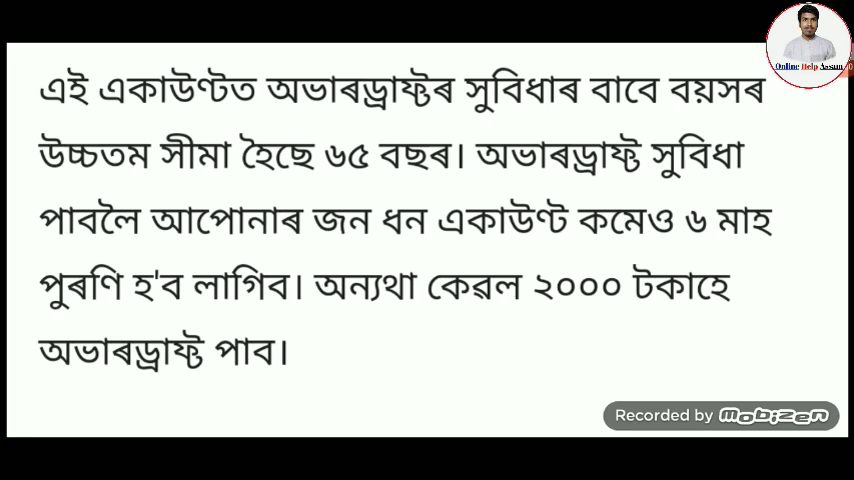 Online Help Assam
এই একাউণ্টত অভাৰড্ৰাফ্টৰ সুবিধাৰ বাবে বয়সৰ
উচ্চতম সীমা হৈছে ৬৫ বছৰ। অভাৰড্ৰাফ্ট সুবিধা
পাবলৈ আপোনাৰ জন ধন একাউণ্ট কমেও ৬ মাহ
পুৰণি হ'ব লাগিব। অন্যথা কেৱল ২০০০ টকাহে
অভাৰড্ৰাফ্ট পাব।
Recorded by mobizen